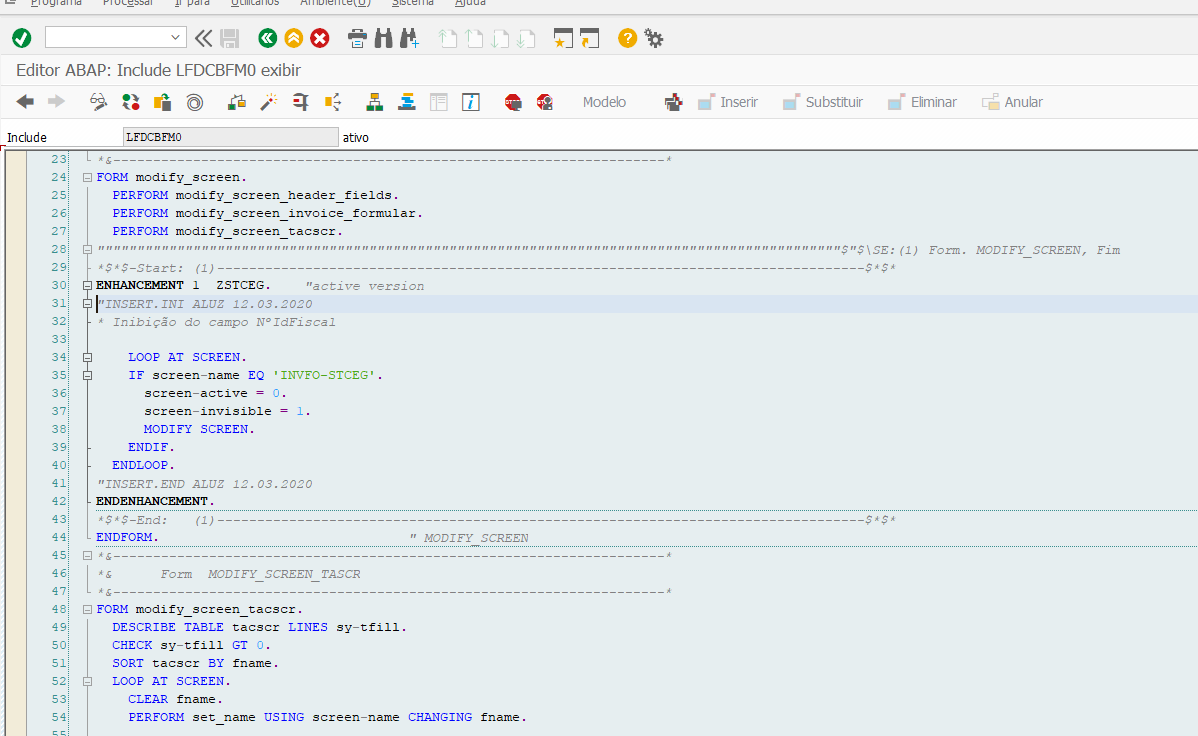 Programa Processar Ir para Utilitários Ambiente(U) Sistema Ajuda
Editor ABAP: Include LFDCBFM0 exibir
Modelo Inserir Substituir Eliminar Anular
Include LFDCBFM0 ativo
23 *&---------------------------------------------------------------------*
24 FORM modify_screen.
25 PERFORM modify_screen_header_fields.
26 PERFORM modify_screen_invoice_formular.
27 PERFORM modify_screen_tacscr.
28 """"""""""""""""""""""""""""""""""""""""""""""""""""""""""""""""""""""""""""""""""""""""""""$"$\SE:(1) Form. MODIFY_SCREEN, Fim
29 *$*$-Start: (1)---------------------------------------------------------------------------------$*$*
30 ENHANCEMENT 1  ZSTCEG.    "active version
31 "INSERT.INI ALUZ 12.03.2020
32 * Inibição do campo NºIdFiscal
33
34 LOOP AT SCREEN.
35 IF screen-name EQ 'INVFO-STCEG'.
36 screen-active = 0.
37 screen-invisible = 1.
38 MODIFY SCREEN.
39 ENDIF.
40 ENDLOOP.
41 "INSERT.END ALUZ 12.03.2020
42 ENDENHANCEMENT.
43 *$*$-End:   (1)---------------------------------------------------------------------------------$*$*
44 ENDFORM. " MODIFY_SCREEN
45 *&---------------------------------------------------------------------*
46 *&      Form  MODIFY_SCREEN_TASCR
47 *&---------------------------------------------------------------------*
48 FORM modify_screen_tacscr.
49 DESCRIBE TABLE tacscr LINES sy-tfill.
50 CHECK sy-tfill GT 0.
51 SORT tacscr BY fname.
52 LOOP AT SCREEN.
53 CLEAR fname.
54 PERFORM set_name USING screen-name CHANGING fname.
55